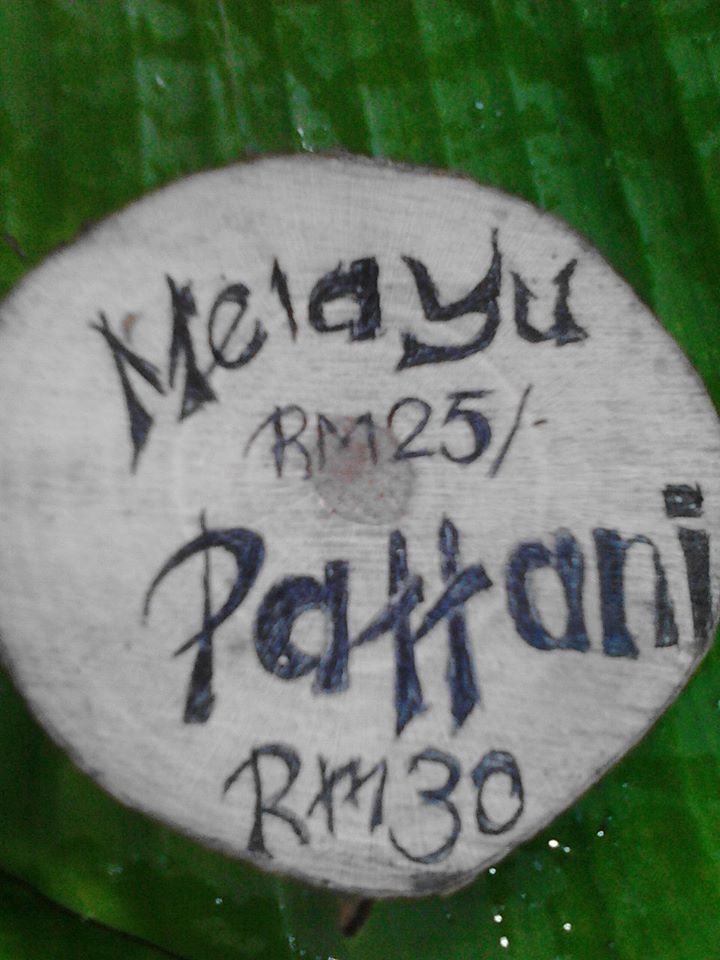 Melayu
RM25/-
Pattani
RM30